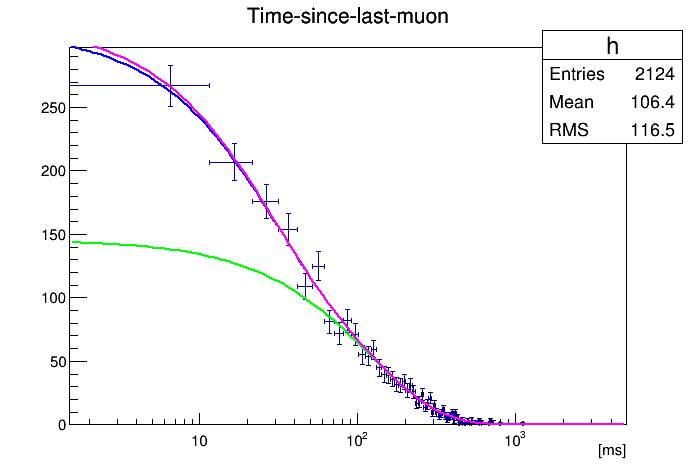 Time-since-last-muon
h
Entries 2124
Mean 106.4
RMS 116.5
250
200
150
100
50
0
10 10² 10³
[ms]